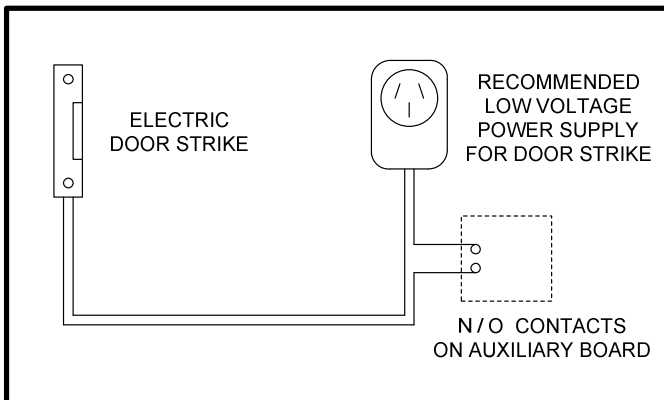 ELECTRIC
DOOR STRIKE
RECOMMENDED
LOW VOLTAGE
POWER SUPPLY
FOR DOOR STRIKE
N / O CONTACTS
ON AUXILIARY BOARD